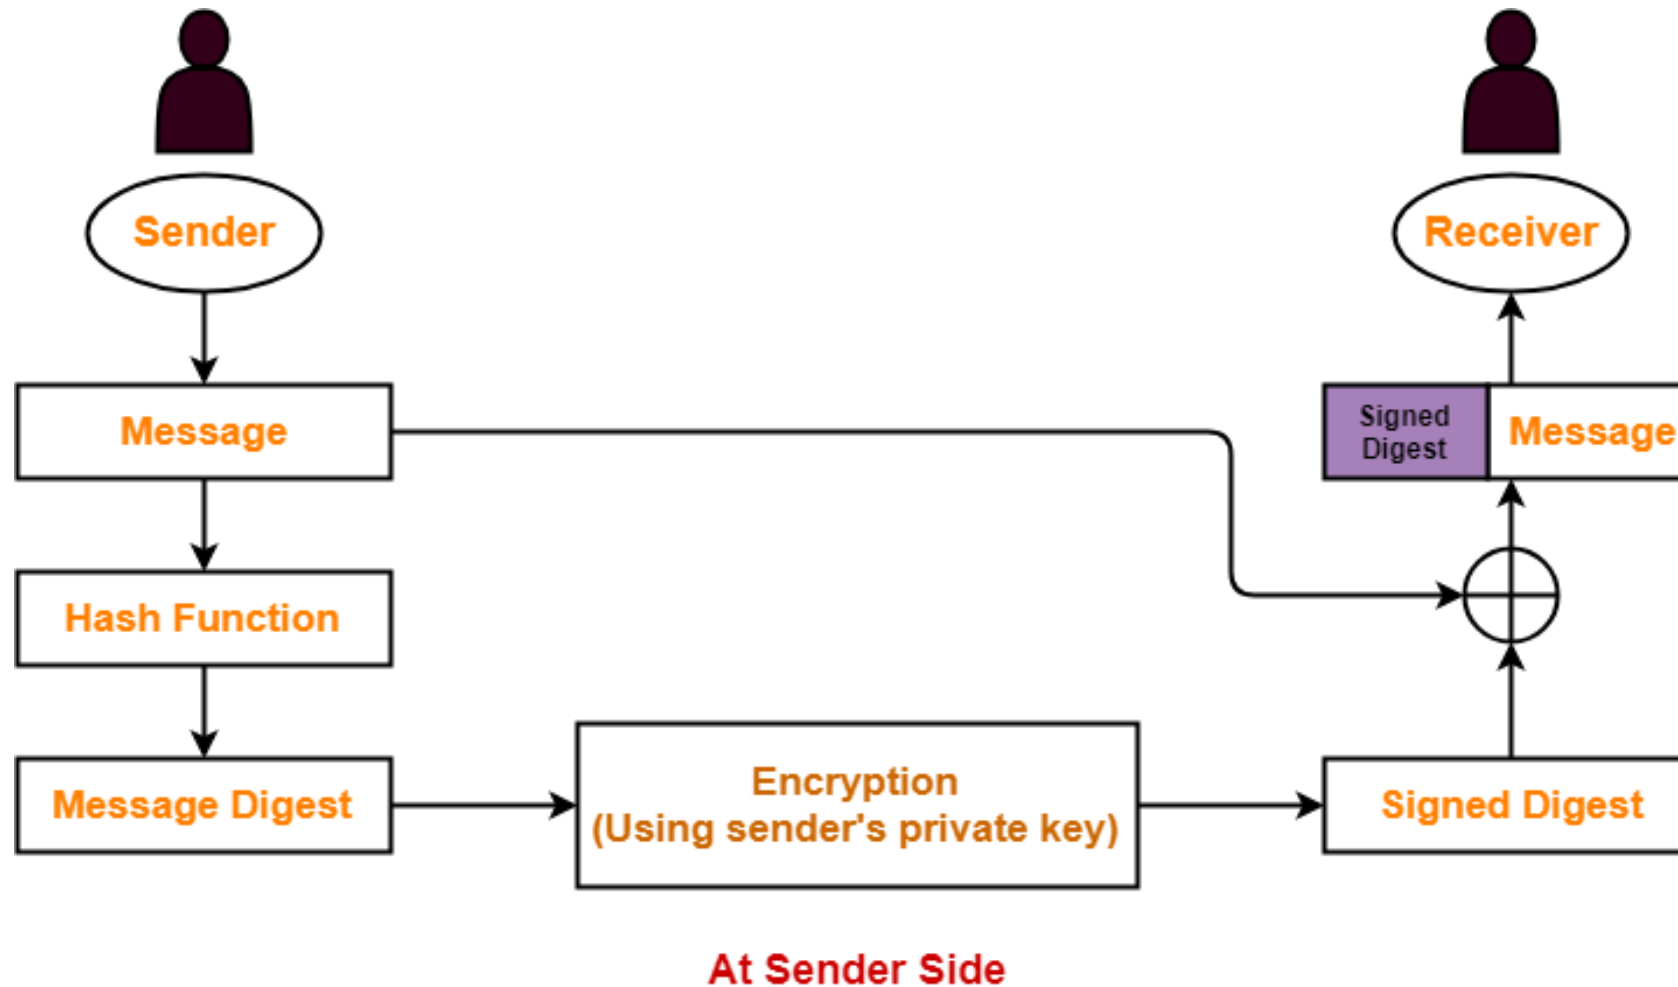 Sender
Receiver
Message
Signed
Digest
Message
Hash Function
Message Digest
Encryption
(Using sender's private key)
Signed Digest
At Sender Side